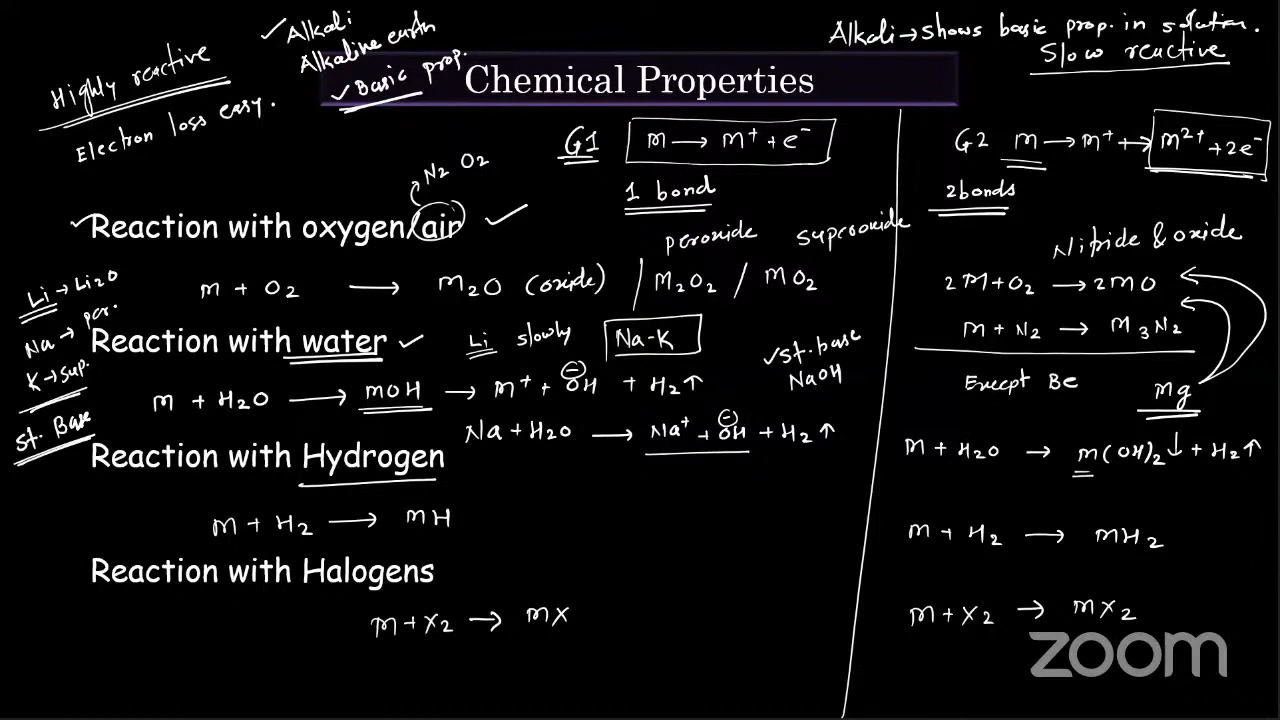 Highly reactive
Electron loss easy.
✓ Alkali
Alkaline earth
✓ Basic prop.
Alkali → shows basic prop. in solution.
Slow reactive
Chemical Properties
G1 M → M⁺ + e⁻
1 bond
G2 M → M⁺ + → M²⁺ + 2e⁻
2 bonds
N2 O2
✓ Reaction with oxygen/air ✓
peroxide superoxide
M + O2 → M2O (oxide) / M2O2 / MO2
Li → Li2O
Na → per.
K → sup.
St. Base
Reaction with water ✓
Li slowly Na-K
✓ St. base
NaOH
M + H2O → MOH → M⁺ + OH⁻ + H2 ↑
Na + H2O → Na⁺ + OH⁻ + H2 ↑
Reaction with Hydrogen
M + H2 → MH
Reaction with Halogens
M + X2 → MX
Nitride & oxide
2M + O2 → 2MO
M + N2 → M3N2
Except Be
Mg
M + H2O → M(OH)2 ↓ + H2 ↑
M + H2 → MH2
M + X2 → MX2
zoom